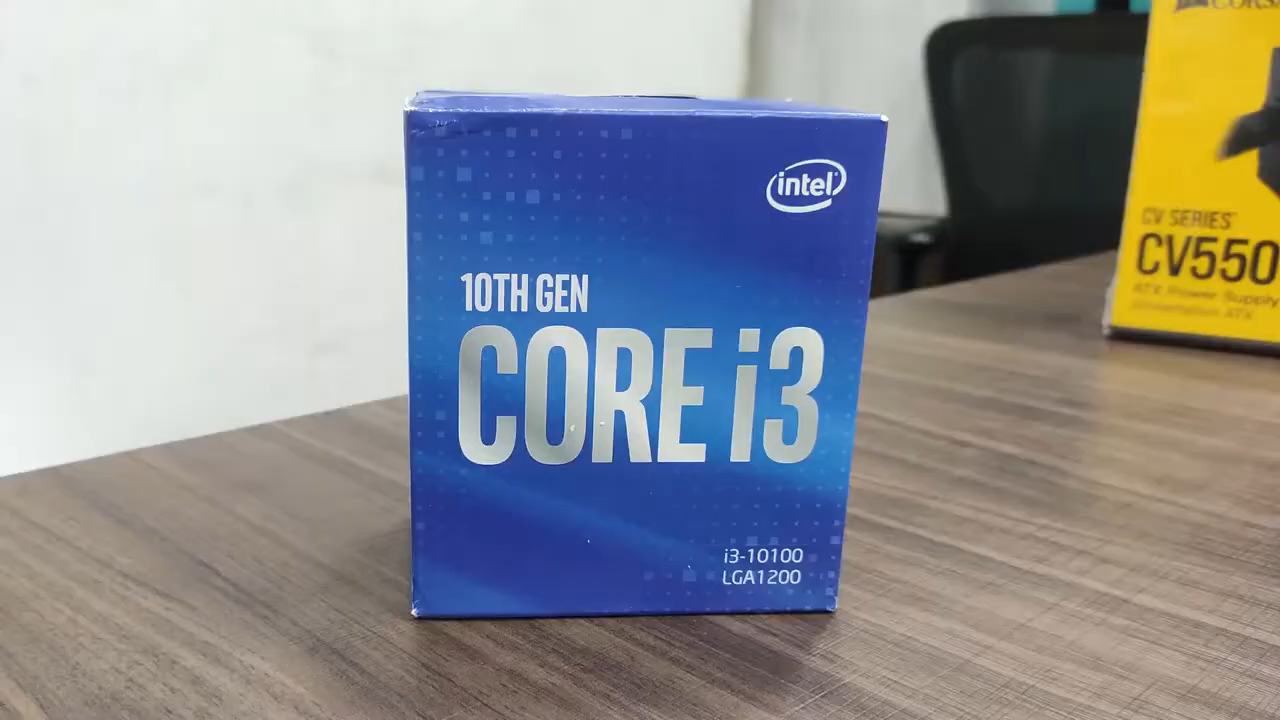 intel
10TH GEN
CORE i3
i3-10100
LGA1200
CV SERIES
CV550
ATX Power Supply